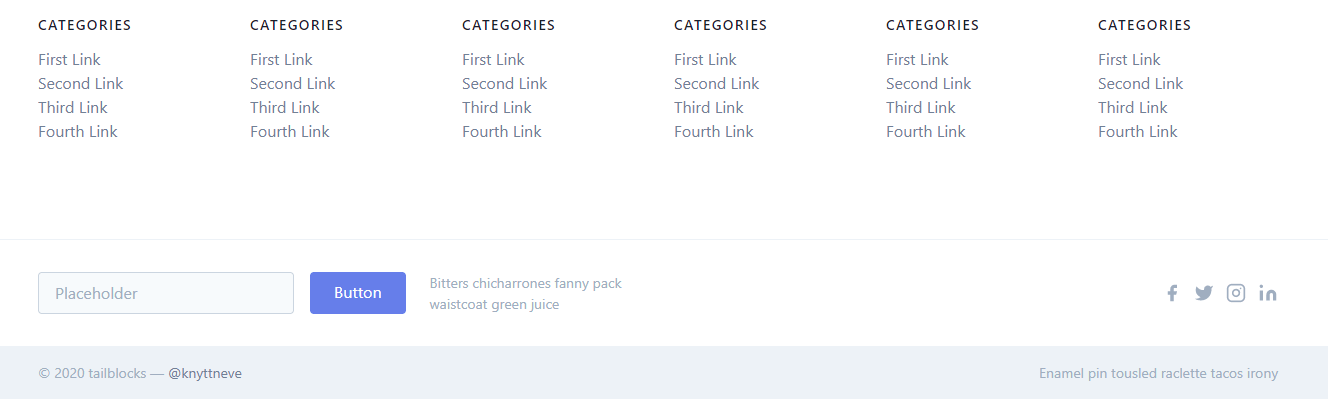 CATEGORIES
First Link
Second Link
Third Link
Fourth Link
CATEGORIES
First Link
Second Link
Third Link
Fourth Link
CATEGORIES
First Link
Second Link
Third Link
Fourth Link
CATEGORIES
First Link
Second Link
Third Link
Fourth Link
CATEGORIES
First Link
Second Link
Third Link
Fourth Link
CATEGORIES
First Link
Second Link
Third Link
Fourth Link
Placeholder
Button
Bitters chicharrones fanny pack
waistcoat green juice
© 2020 tailblocks — @knyttneve
Enamel pin tousled raclette tacos irony